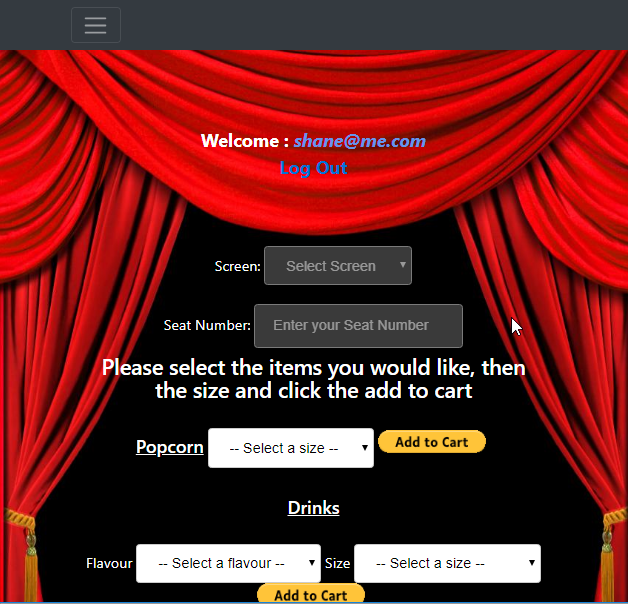 Welcome : shane@me.com
Log Out
Screen: Select Screen
Seat Number: Enter your Seat Number
Please select the items you would like, then
the size and click the add to cart
Popcorn -- Select a size -- Add to Cart
Drinks
Flavour -- Select a flavour -- Size -- Select a size --
Add to Cart